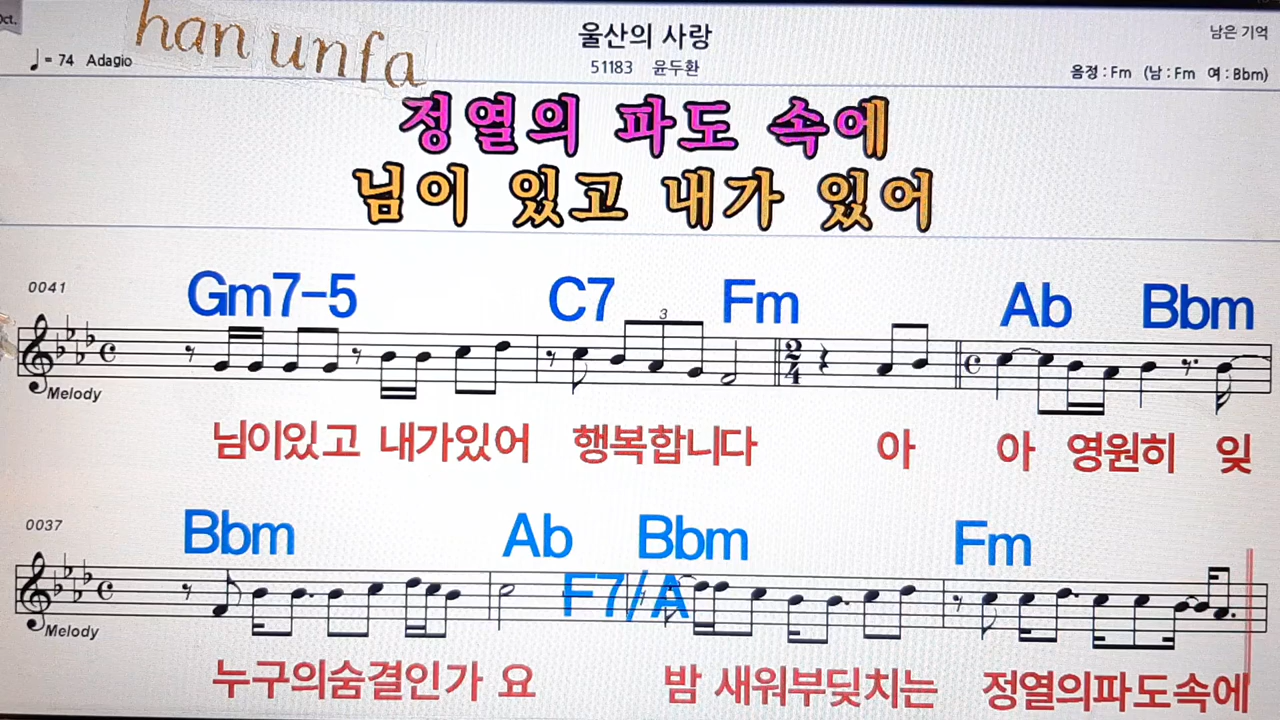 Oct.
han unfa
울산의 사랑
남은 기억
♩= 74 Adagio
51183 윤두환
음정 : Fm (남 : Fm 여 : Bbm)
정열의 파도 속에
님이 있고 내가 있어
0041
Gm7-5 C7 Fm Ab Bbm
3
2
4
Melody
님이있고 내가있어 행복합니다 아 아 영원히 잊
0037
Bbm Ab Bbm Fm
F7/A
Melody
누구의숨결인가 요 밤 새워부딪치는 정열의파도속에